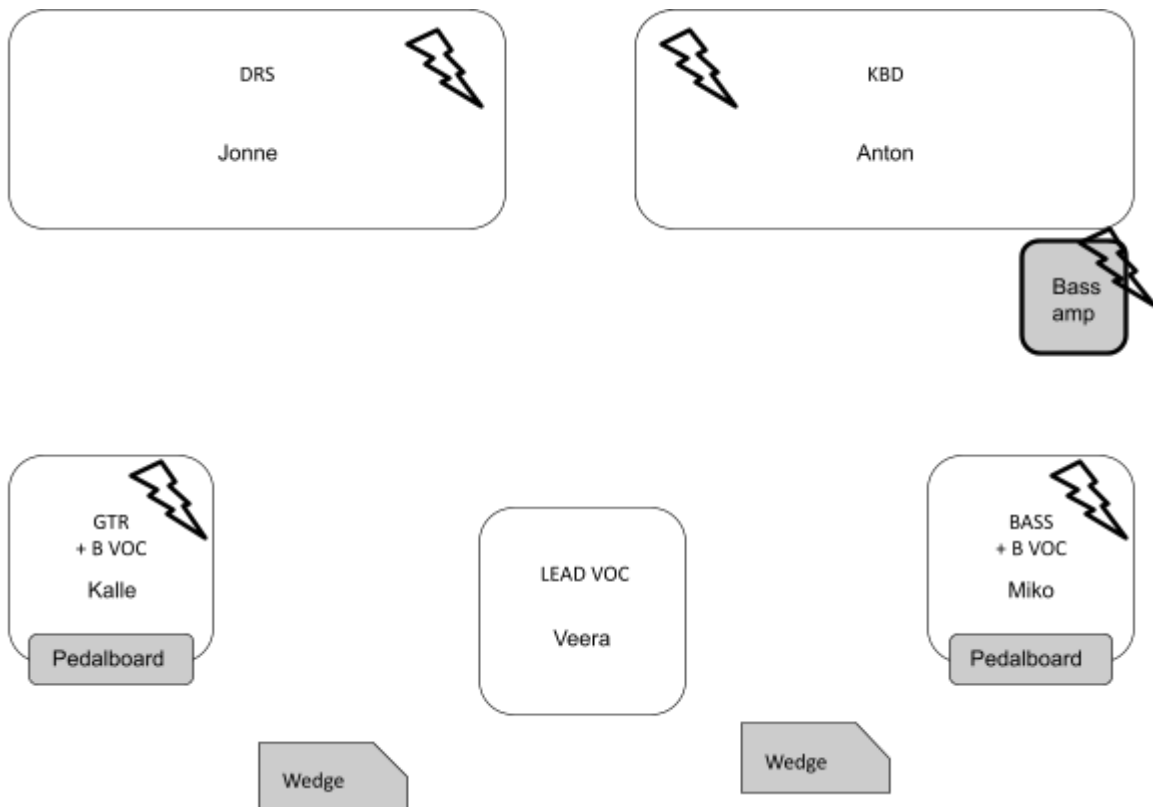 DRS
Jonne
KBD
Anton
Bass
amp
GTR
+ B VOC
Kalle
Pedalboard
LEAD VOC
Veera
BASS
+ B VOC
Miko
Pedalboard
Wedge
Wedge